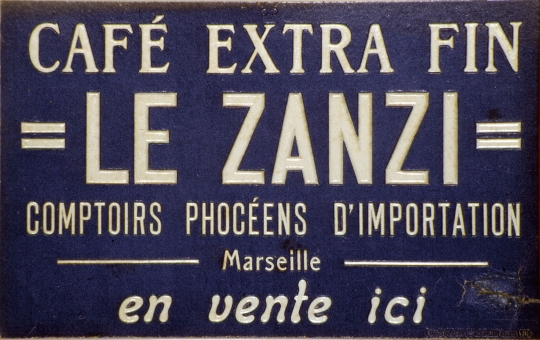 CAFÉ EXTRA FIN
= LE ZANZI =
COMPTOIRS PHOCÉENS D'IMPORTATION
Marseille
en vente ici